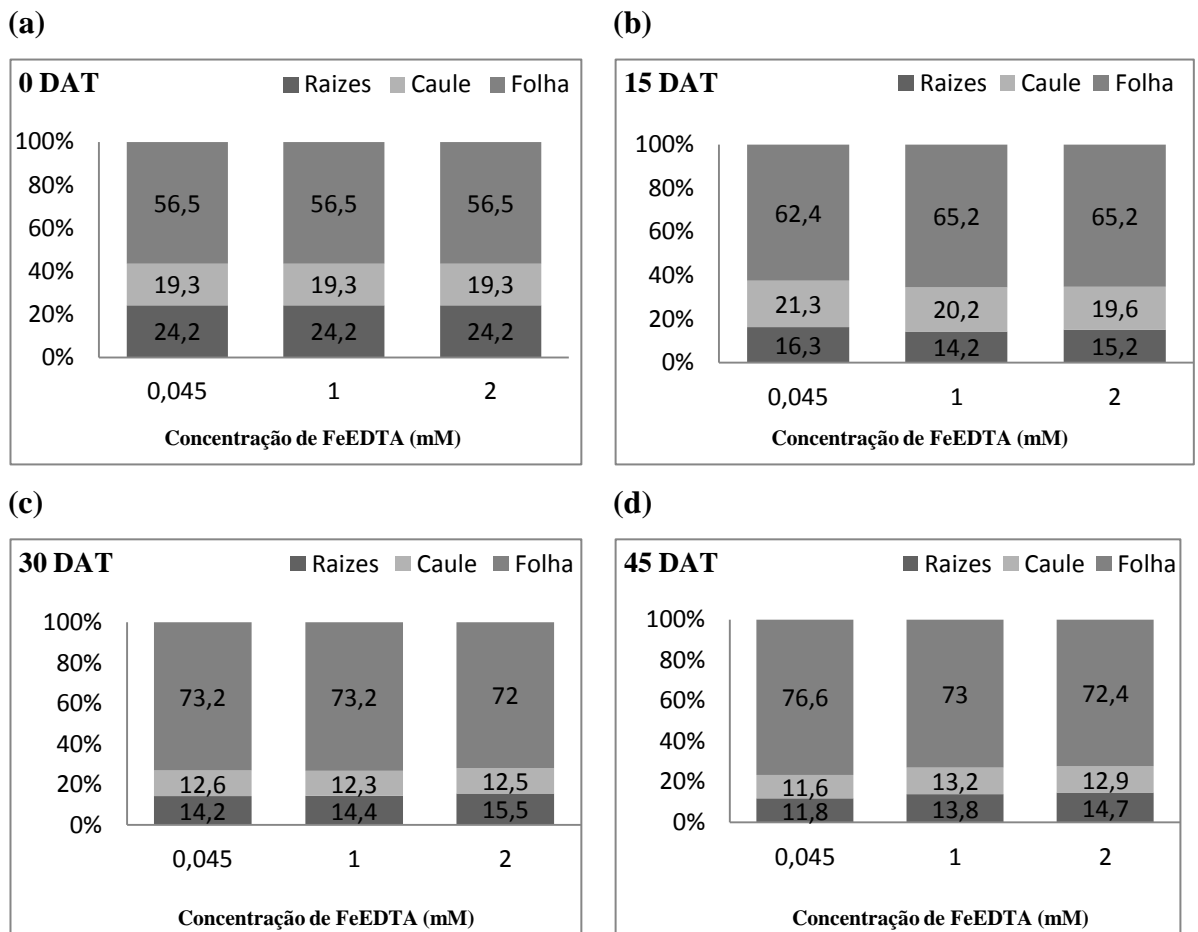 (a)
0 DAT
Raizes Caule Folha
100%
80%
60%
40%
20%
0%
56,5 56,5 56,5
19,3 19,3 19,3
24,2 24,2 24,2
0,045 1 2
Concentração de FeEDTA (mM)
(b)
15 DAT
Raizes Caule Folha
100%
80%
60%
40%
20%
0%
62,4 65,2 65,2
21,3 20,2 19,6
16,3 14,2 15,2
0,045 1 2
Concentração de FeEDTA (mM)
(c)
30 DAT
Raizes Caule Folha
100%
80%
60%
40%
20%
0%
73,2 73,2 72
12,6 12,3 12,5
14,2 14,4 15,5
0,045 1 2
Concentração de FeEDTA (mM)
(d)
45 DAT
Raizes Caule Folha
100%
80%
60%
40%
20%
0%
76,6 73 72,4
11,6 13,2 12,9
11,8 13,8 14,7
0,045 1 2
Concentração de FeEDTA (mM)